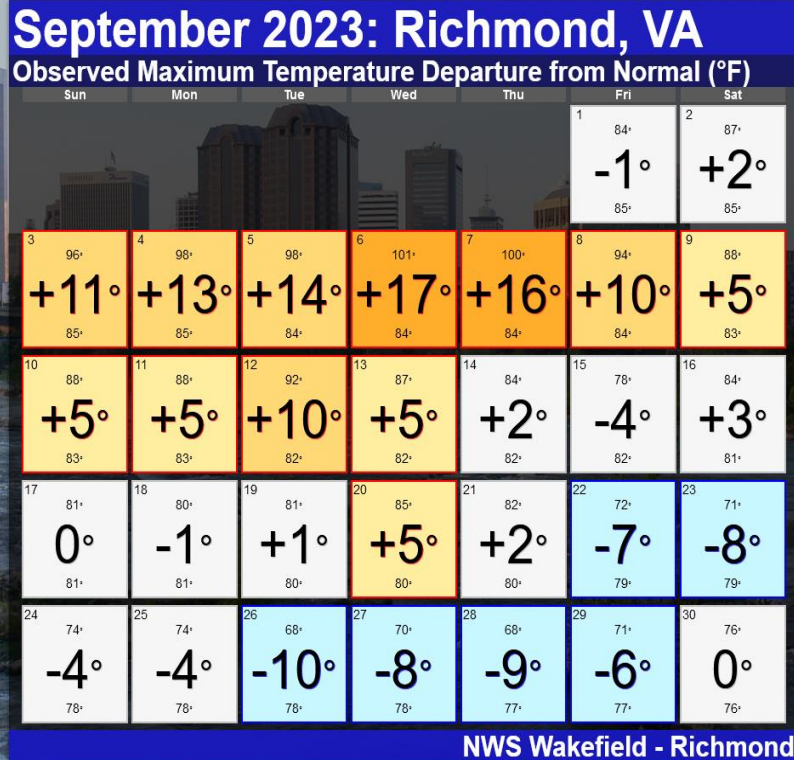 September 2023: Richmond, VA
Observed Maximum Temperature Departure from Normal (°F)
Sun Mon Tue Wed Thu Fri Sat
1 2
84° 87°
-1° +2°
85° 85°
3 4 5 6 7 8 9
96° 98° 98° 101° 100° 94° 88°
+11° +13° +14° +17° +16° +10° +5°
85° 85° 84° 84° 84° 84° 83°
10 11 12 13 14 15 16
88° 88° 92° 87° 84° 78° 84°
+5° +5° +10° +5° +2° -4° +3°
83° 83° 82° 82° 82° 82° 81°
17 18 19 20 21 22 23
81° 80° 81° 85° 82° 72° 71°
0° -1° +1° +5° +2° -7° -8°
81° 81° 80° 80° 80° 79° 79°
24 25 26 27 28 29 30
74° 74° 68° 70° 68° 71° 76°
-4° -4° -10° -8° -9° -6° 0°
78° 78° 78° 78° 77° 77° 76°
NWS Wakefield - Richmond